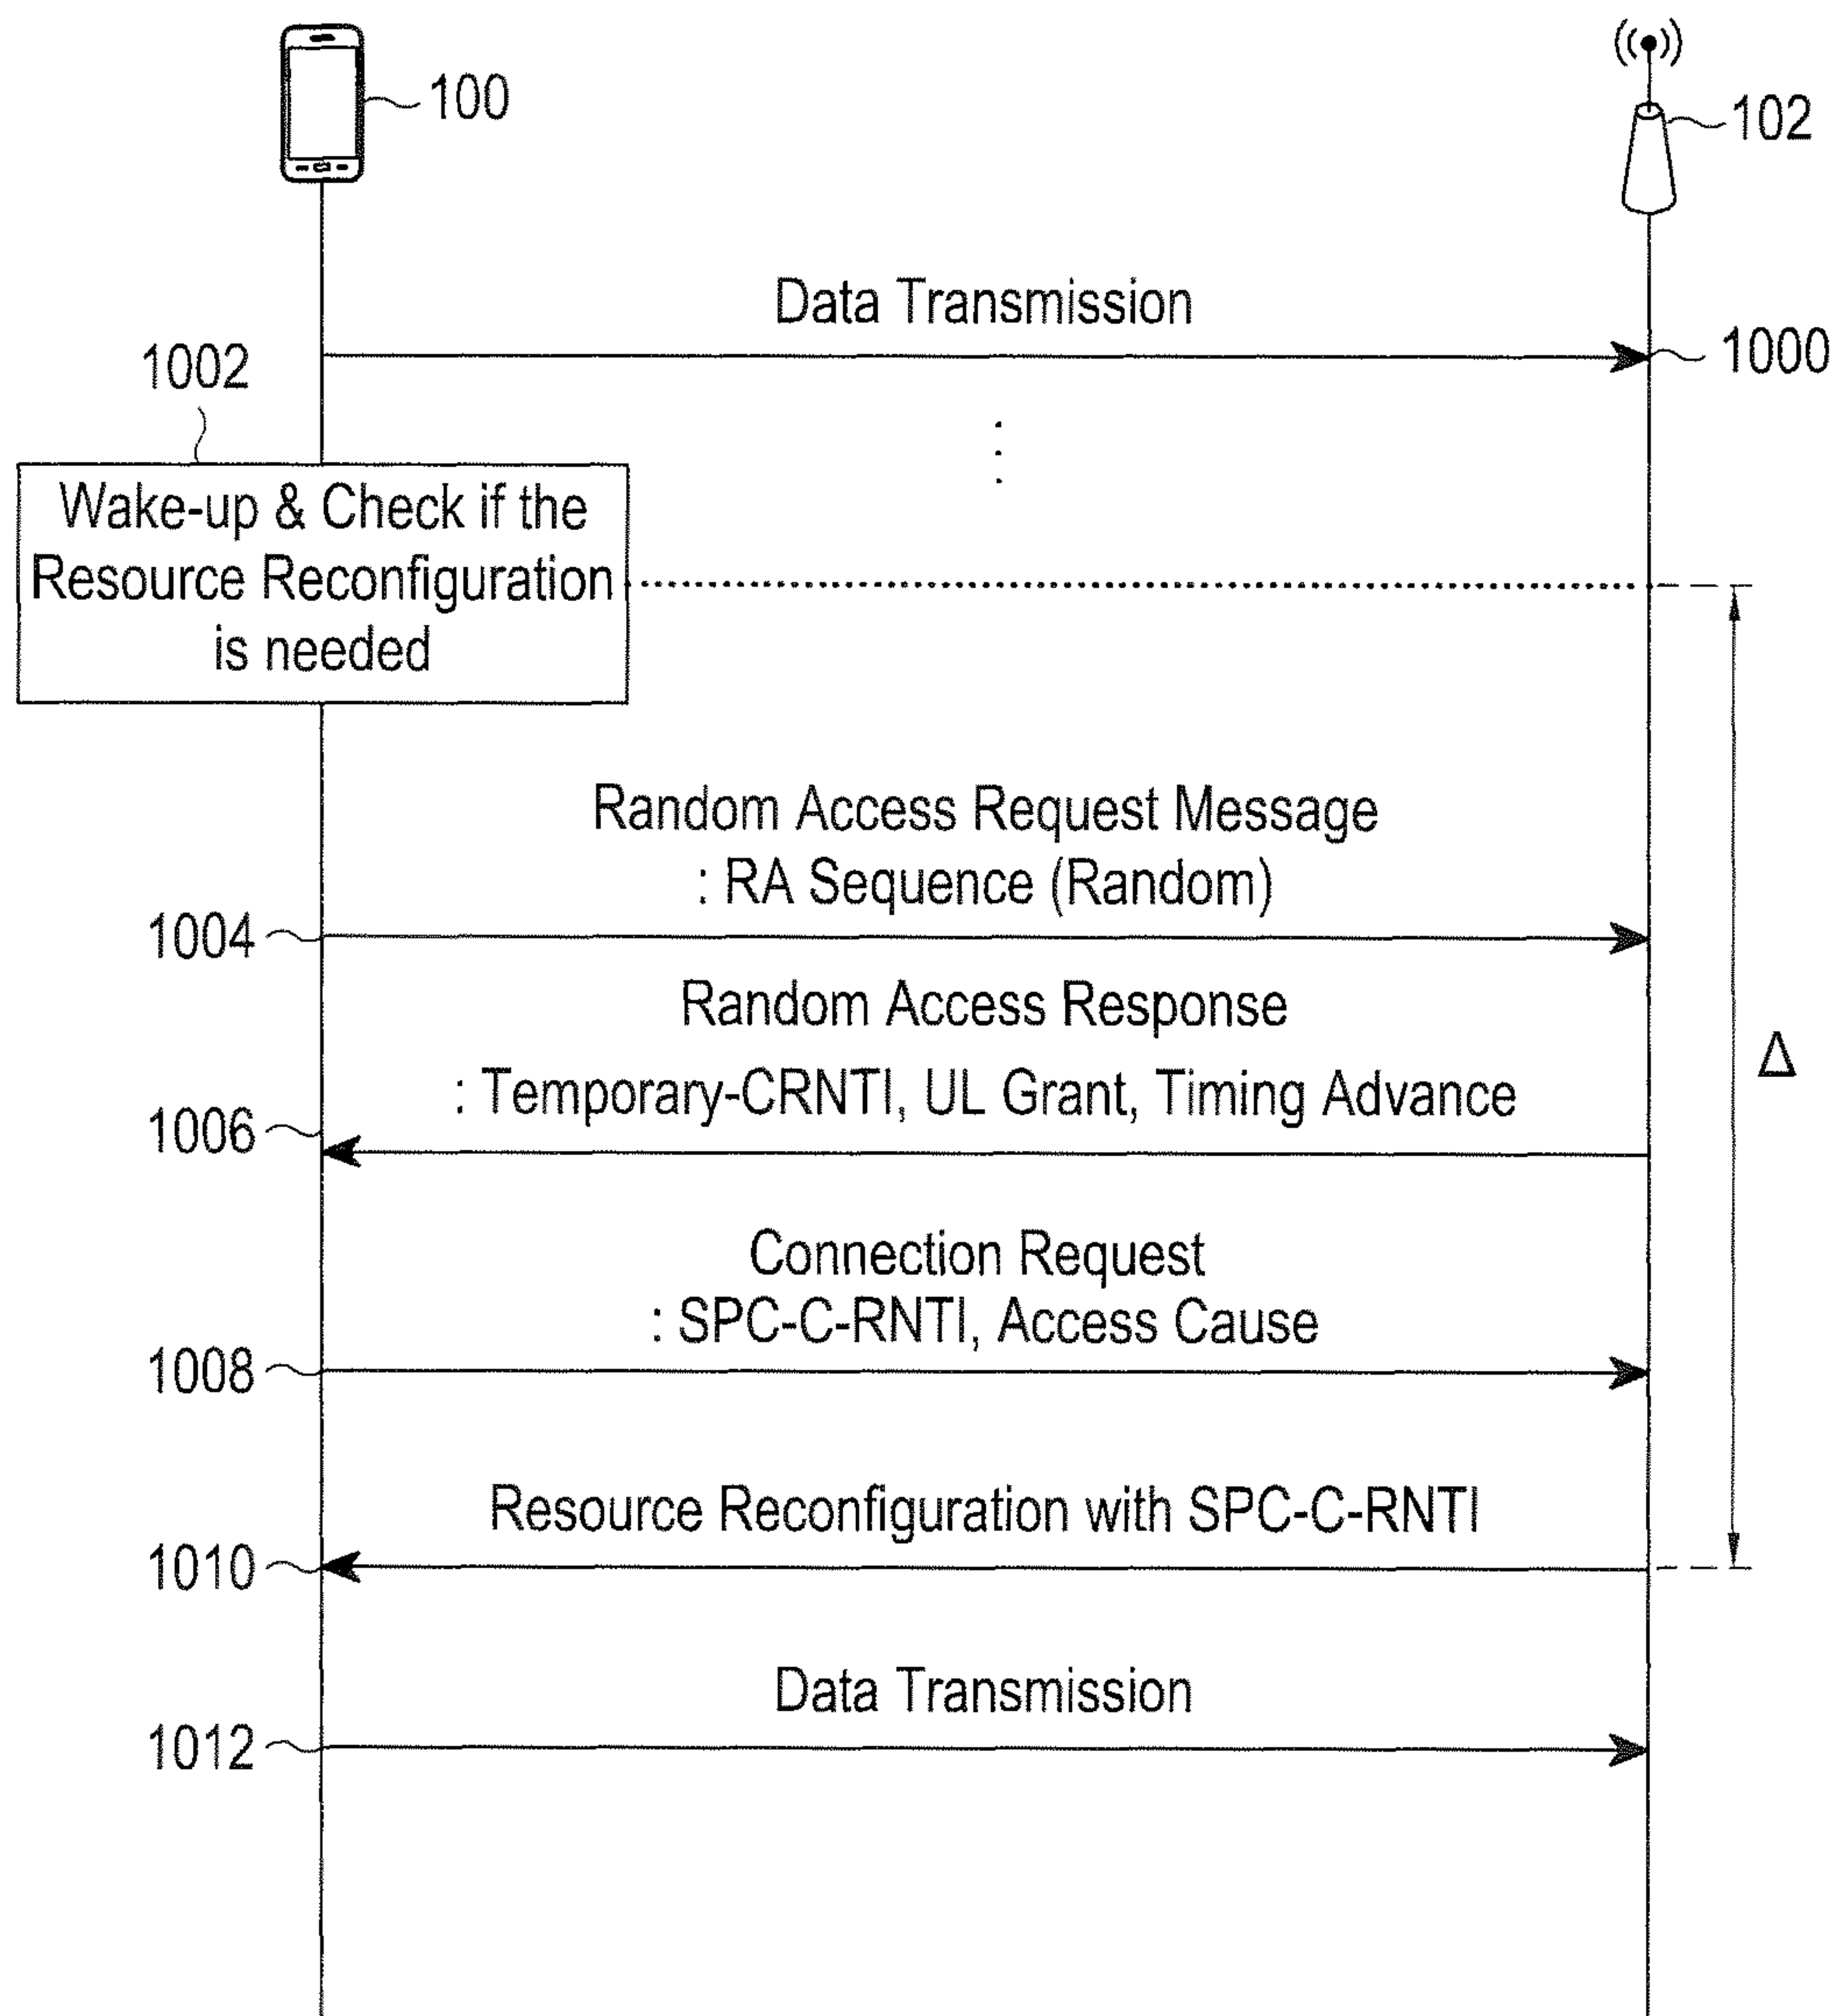 100
102
Data Transmission
1000
1002
Wake-up & Check if the
Resource Reconfiguration
is needed
Random Access Request Message
: RA Sequence (Random)
1004
Random Access Response
: Temporary-CRNTI, UL Grant, Timing Advance
1006
Δ
Connection Request
: SPC-C-RNTI, Access Cause
1008
Resource Reconfiguration with SPC-C-RNTI
1010
Data Transmission
1012